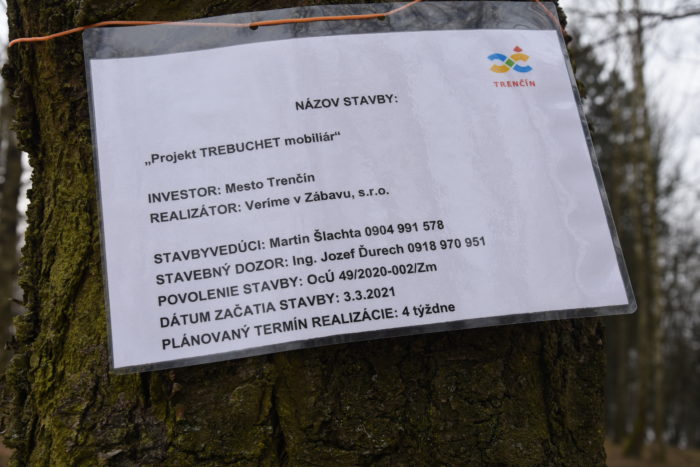 TRENČÍN
NÁZOV STAVBY:
„Projekt TREBUCHET mobiliár“
INVESTOR: Mesto Trenčín
REALIZÁTOR: Veríme v Zábavu, s.r.o.
STAVBYVEDÚCI: Martin Šlachta 0904 991 578
STAVEBNÝ DOZOR: Ing. Jozef Ďurech 0918 970 951
POVOLENIE STAVBY: OcÚ 49/2020-002/Zm
DÁTUM ZAČATIA STAVBY: 3.3.2021
PLÁNOVANÝ TERMÍN REALIZÁCIE: 4 týždne